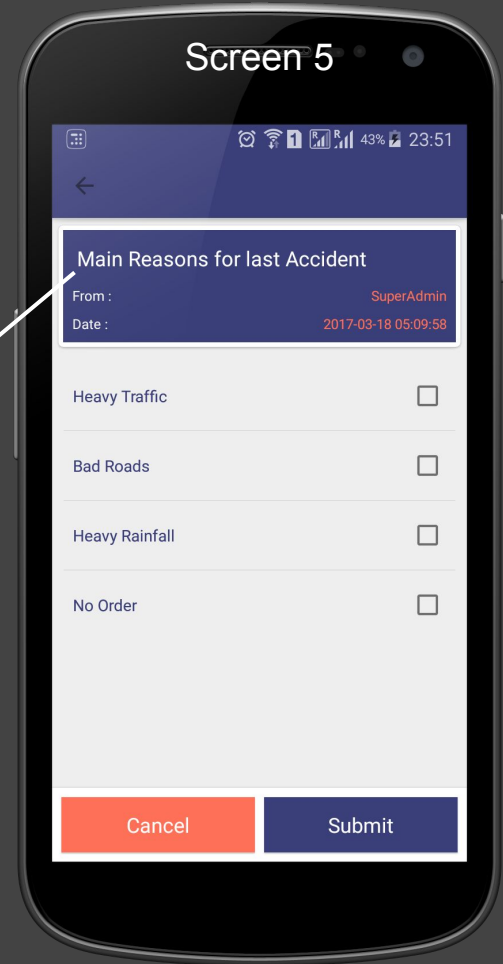 Screen 5
1 R R 43% 23:51
Main Reasons for last Accident
From : SuperAdmin
Date : 2017-03-18 05:09:58
Heavy Traffic
Bad Roads
Heavy Rainfall
No Order
Cancel Submit